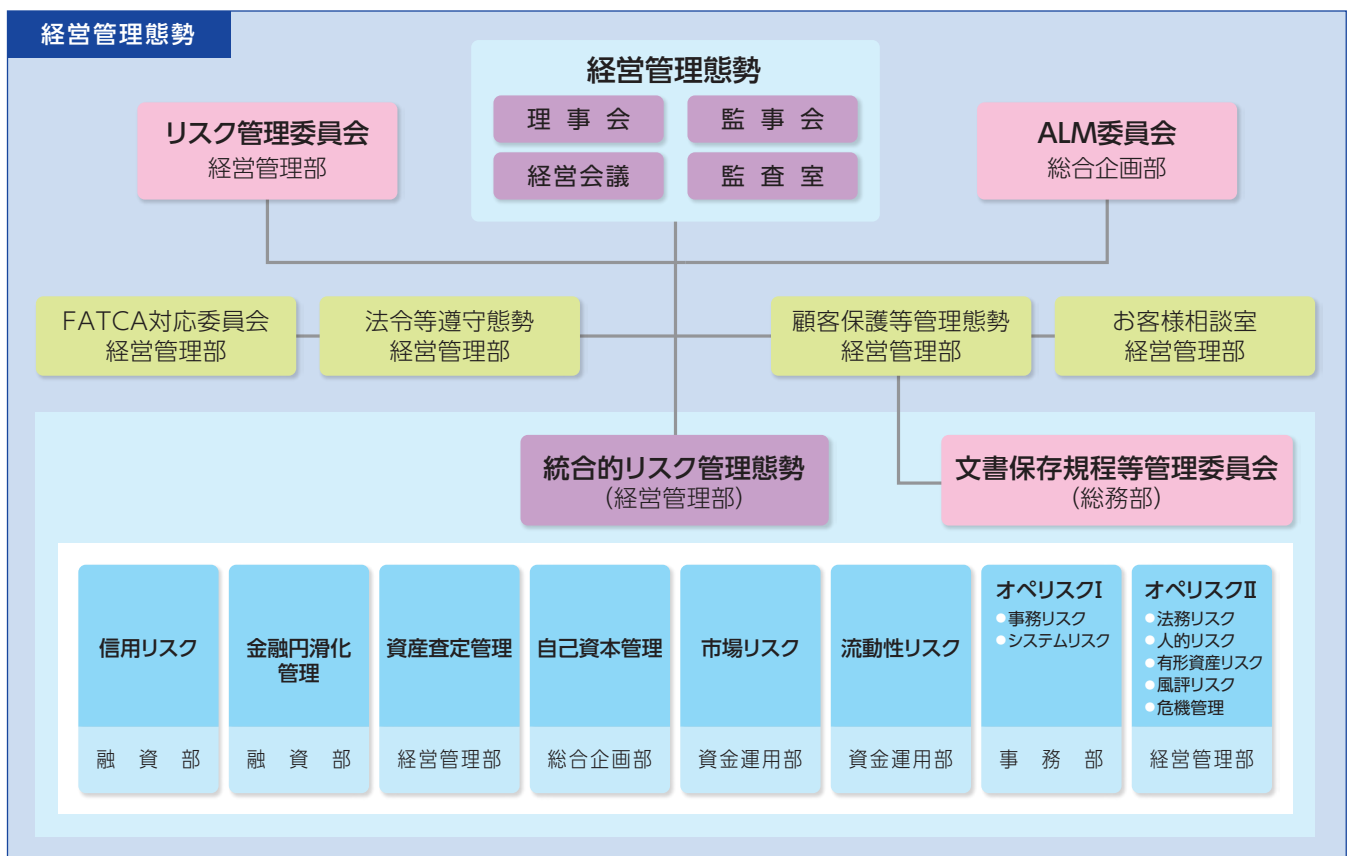 経営管理態勢
経営管理態勢
理事会
監事会
経営会議
監査室
リスク管理委員会
経営管理部
ALM委員会
総合企画部
FATCA対応委員会
経営管理部
法令等遵守態勢
経営管理部
顧客保護等管理態勢
経営管理部
お客様相談室
経営管理部
統合的リスク管理態勢
(経営管理部)
文書保存規程等管理委員会
(総務部)
信用リスク
融資部
金融円滑化
管理
融資部
資産査定管理
経営管理部
自己資本管理
総合企画部
市場リスク
資金運用部
流動性リスク
資金運用部
オペリスクⅠ
●事務リスク
●システムリスク
事務部
オペリスクⅡ
●法務リスク
●人的リスク
●有形資産リスク
●風評リスク
●危機管理
経営管理部